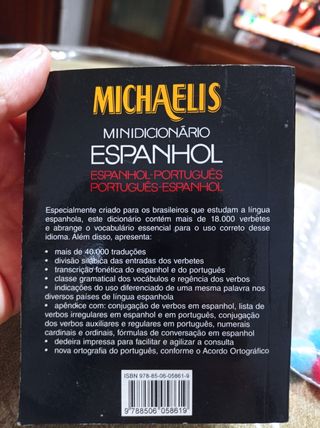 MICHAELIS
MINIDICIONÁRIO
ESPANHOL
ESPANHOL-PORTUGUÊS
PORTUGUÊS-ESPANHOL
Especialmente criado para os brasileiros que estudam a língua
espanhola, este dicionário contém mais de 18.000 verbetes
e abrange o vocabulário essencial para o uso correto desse
idioma. Além disso, apresenta:
• mais de 40.000 traduções
• divisão silábica das entradas dos verbetes
• transcrição fonética do espanhol e do português
• classe gramatical dos vocábulos e regência dos verbos
• indicações do uso diferenciado de uma mesma palavra nos
diversos países de língua espanhola
• apêndice com: conjugação de verbos em espanhol, lista de
verbos irregulares em espanhol e em português, conjugação
dos verbos auxiliares e regulares em português, numerais
cardinais e ordinais, fórmulas de conversação em espanhol
• dedeira impressa para facilitar e agilizar a consulta
• nova ortografia do português, conforme o Acordo Ortográfico
ISBN 978-85-06-05861-9
9788506058619